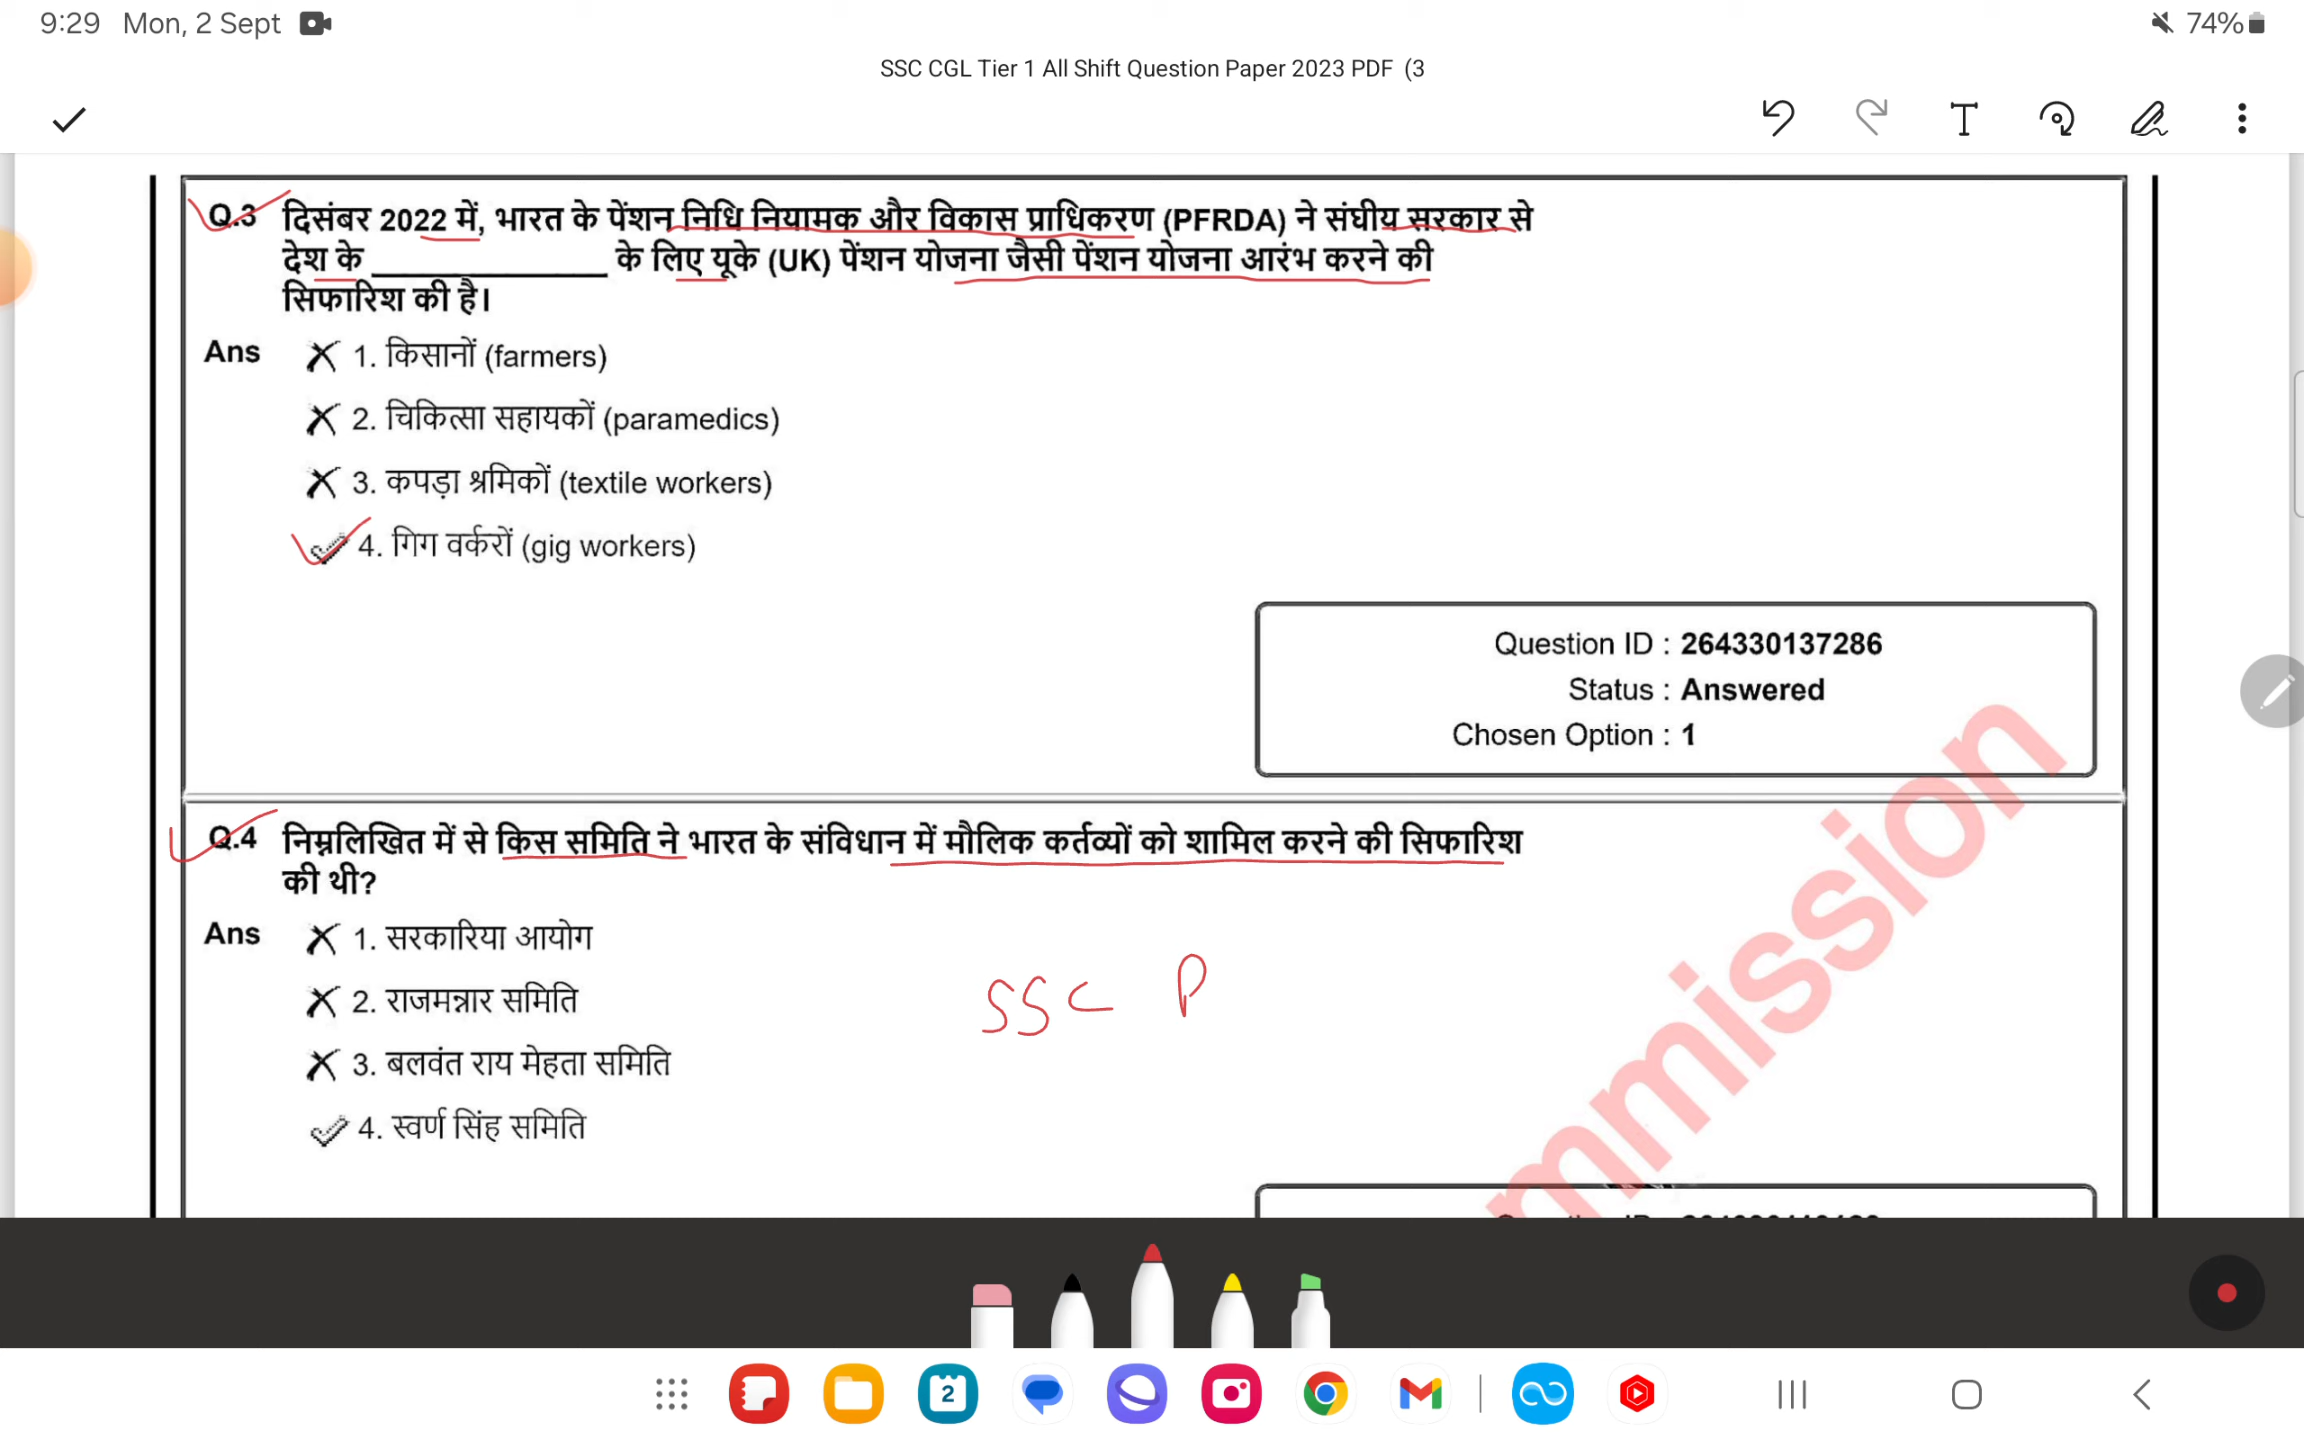 9:29 Mon, 2 Sept
74%
SSC CGL Tier 1 All Shift Question Paper 2023 PDF (3
Q.3 दिसंबर 2022 में, भारत के पेंशन निधि नियामक और विकास प्राधिकरण (PFRDA) ने संघीय सरकार से
देश के ____________ के लिए यूके (UK) पेंशन योजना जैसी पेंशन योजना आरंभ करने की
सिफारिश की है।
Ans 1. किसानों (farmers)
2. चिकित्सा सहायकों (paramedics)
3. कपड़ा श्रमिकों (textile workers)
4. गिग वर्करों (gig workers)
Question ID : 264330137286
Status : Answered
Chosen Option : 1
Q.4 निम्नलिखित में से किस समिति ने भारत के संविधान में मौलिक कर्तव्यों को शामिल करने की सिफारिश
की थी?
Ans 1. सरकारिया आयोग
2. राजमन्नार समिति
3. बलवंत राय मेहता समिति
4. स्वर्ण सिंह समिति
SSC P
mmission
2